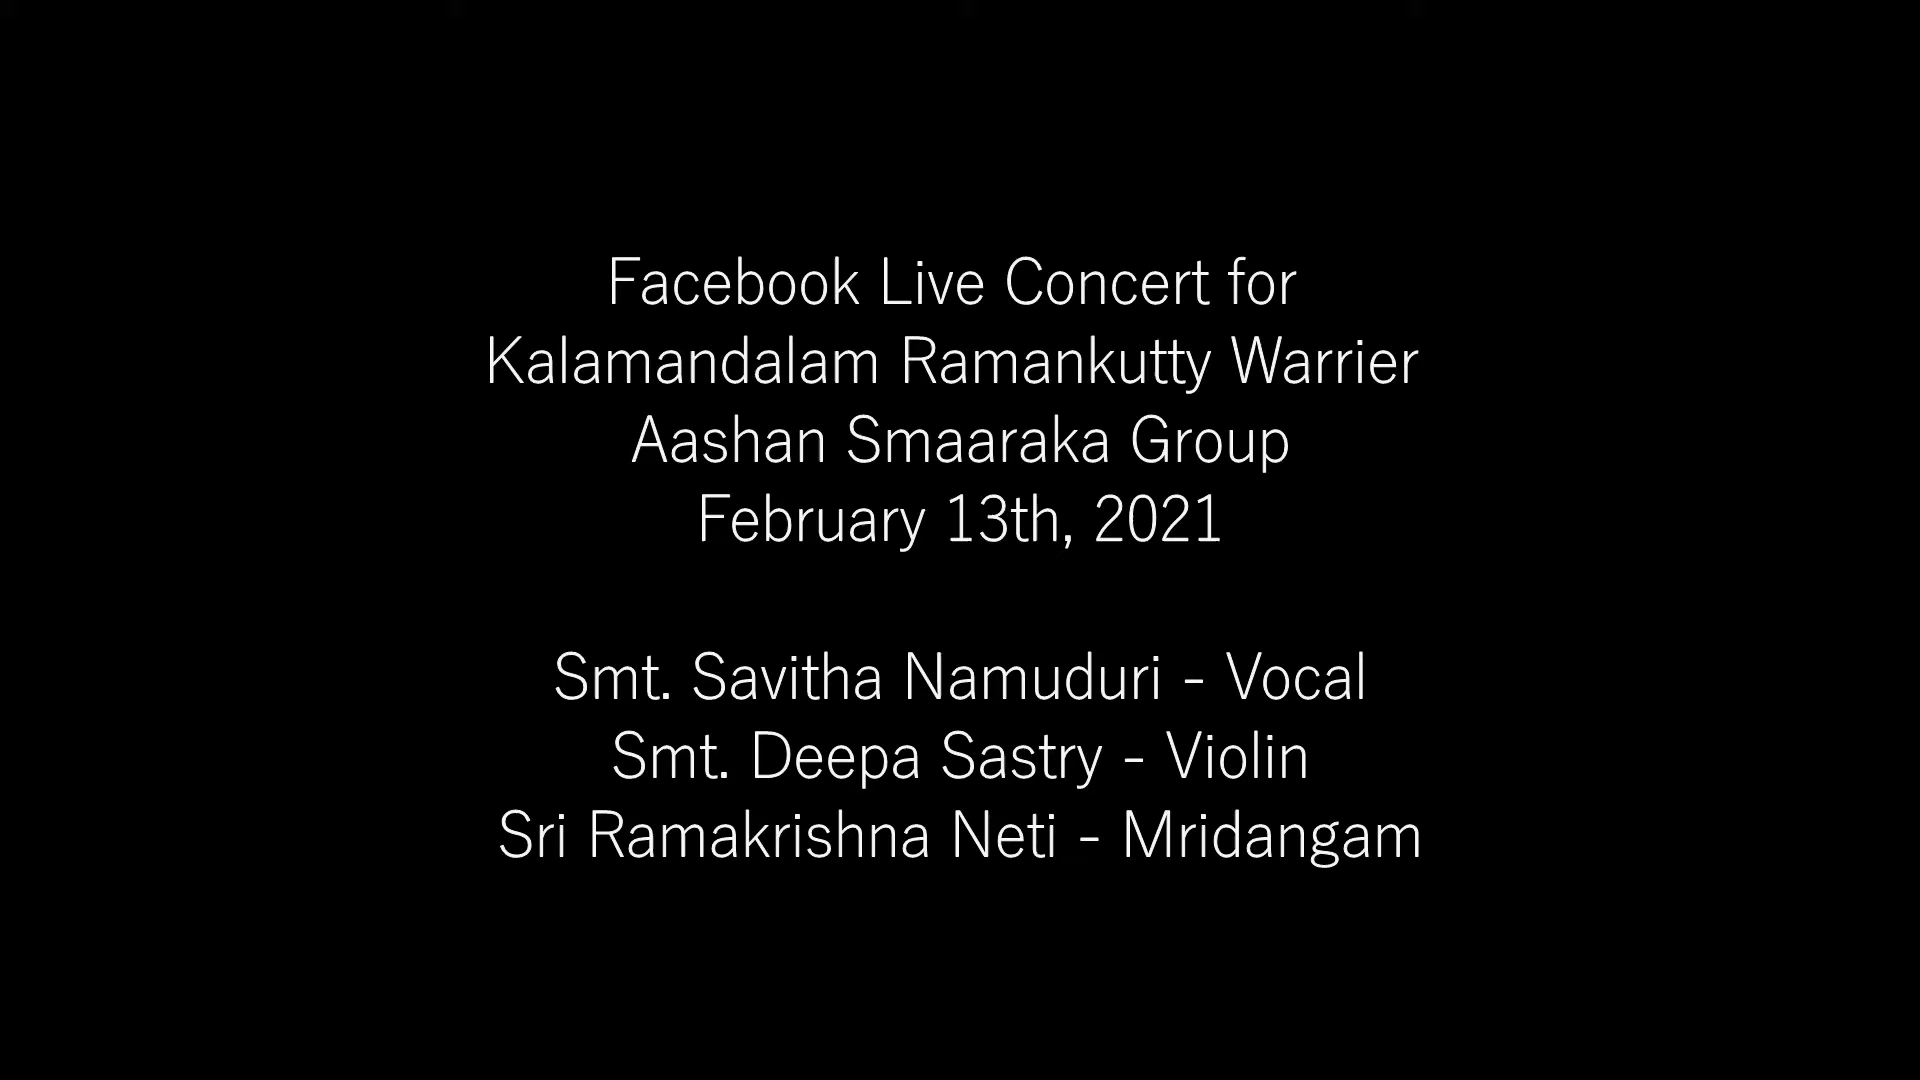 Facebook Live Concert for
Kalamandalam Ramankutty Warrier
Aashan Smaaraka Group
February 13th, 2021
Smt. Savitha Namuduri - Vocal
Smt. Deepa Sastry - Violin
Sri Ramakrishna Neti - Mridangam